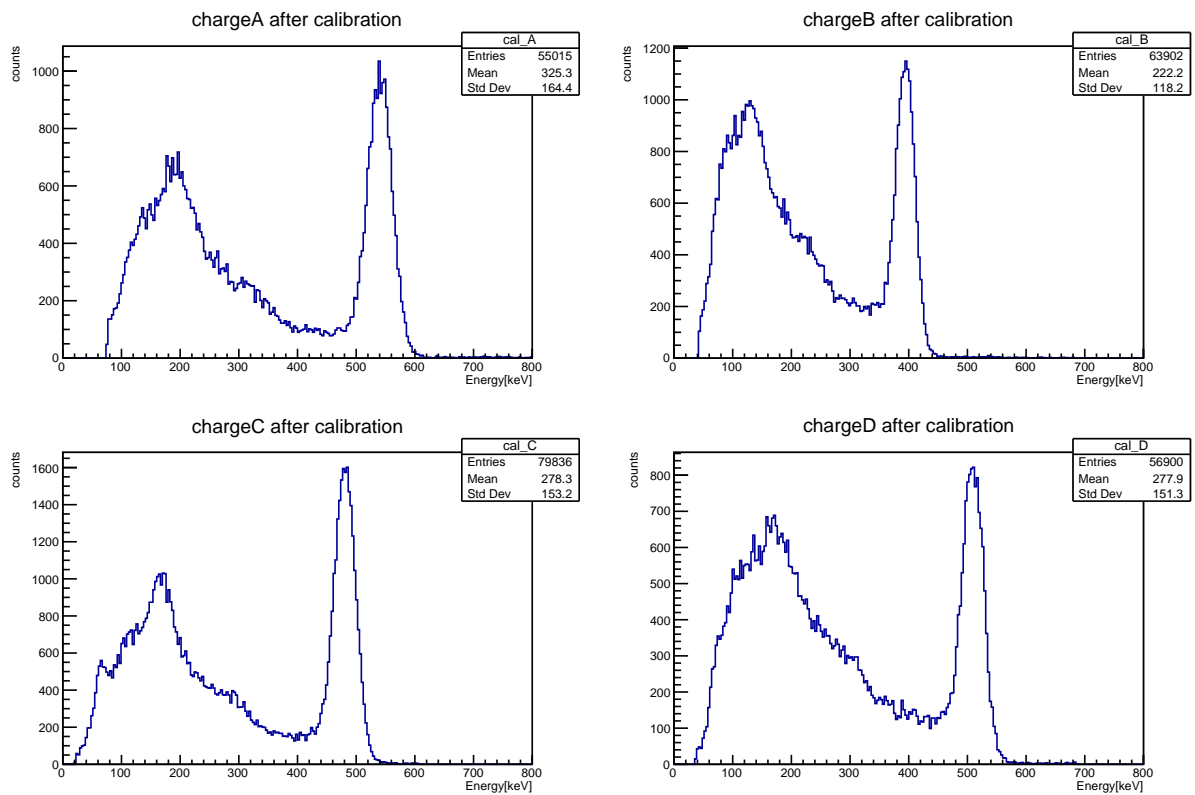 chargeA after calibration
cal_A
Entries 55015
Mean 325.3
Std Dev 164.4
counts
1000
800
600
400
200
0
0 100 200 300 400 500 600 700 800
Energy[keV]
chargeB after calibration
cal_B
Entries 63902
Mean 222.2
Std Dev 118.2
counts
1200
1000
800
600
400
200
0
0 100 200 300 400 500 600 700 800
Energy[keV]
chargeC after calibration
cal_C
Entries 79836
Mean 278.3
Std Dev 153.2
counts
1600
1400
1200
1000
800
600
400
200
0
0 100 200 300 400 500 600 700 800
Energy[keV]
chargeD after calibration
cal_D
Entries 56900
Mean 277.9
Std Dev 151.3
counts
800
700
600
500
400
300
200
100
0
0 100 200 300 400 500 600 700 800
Energy[keV]